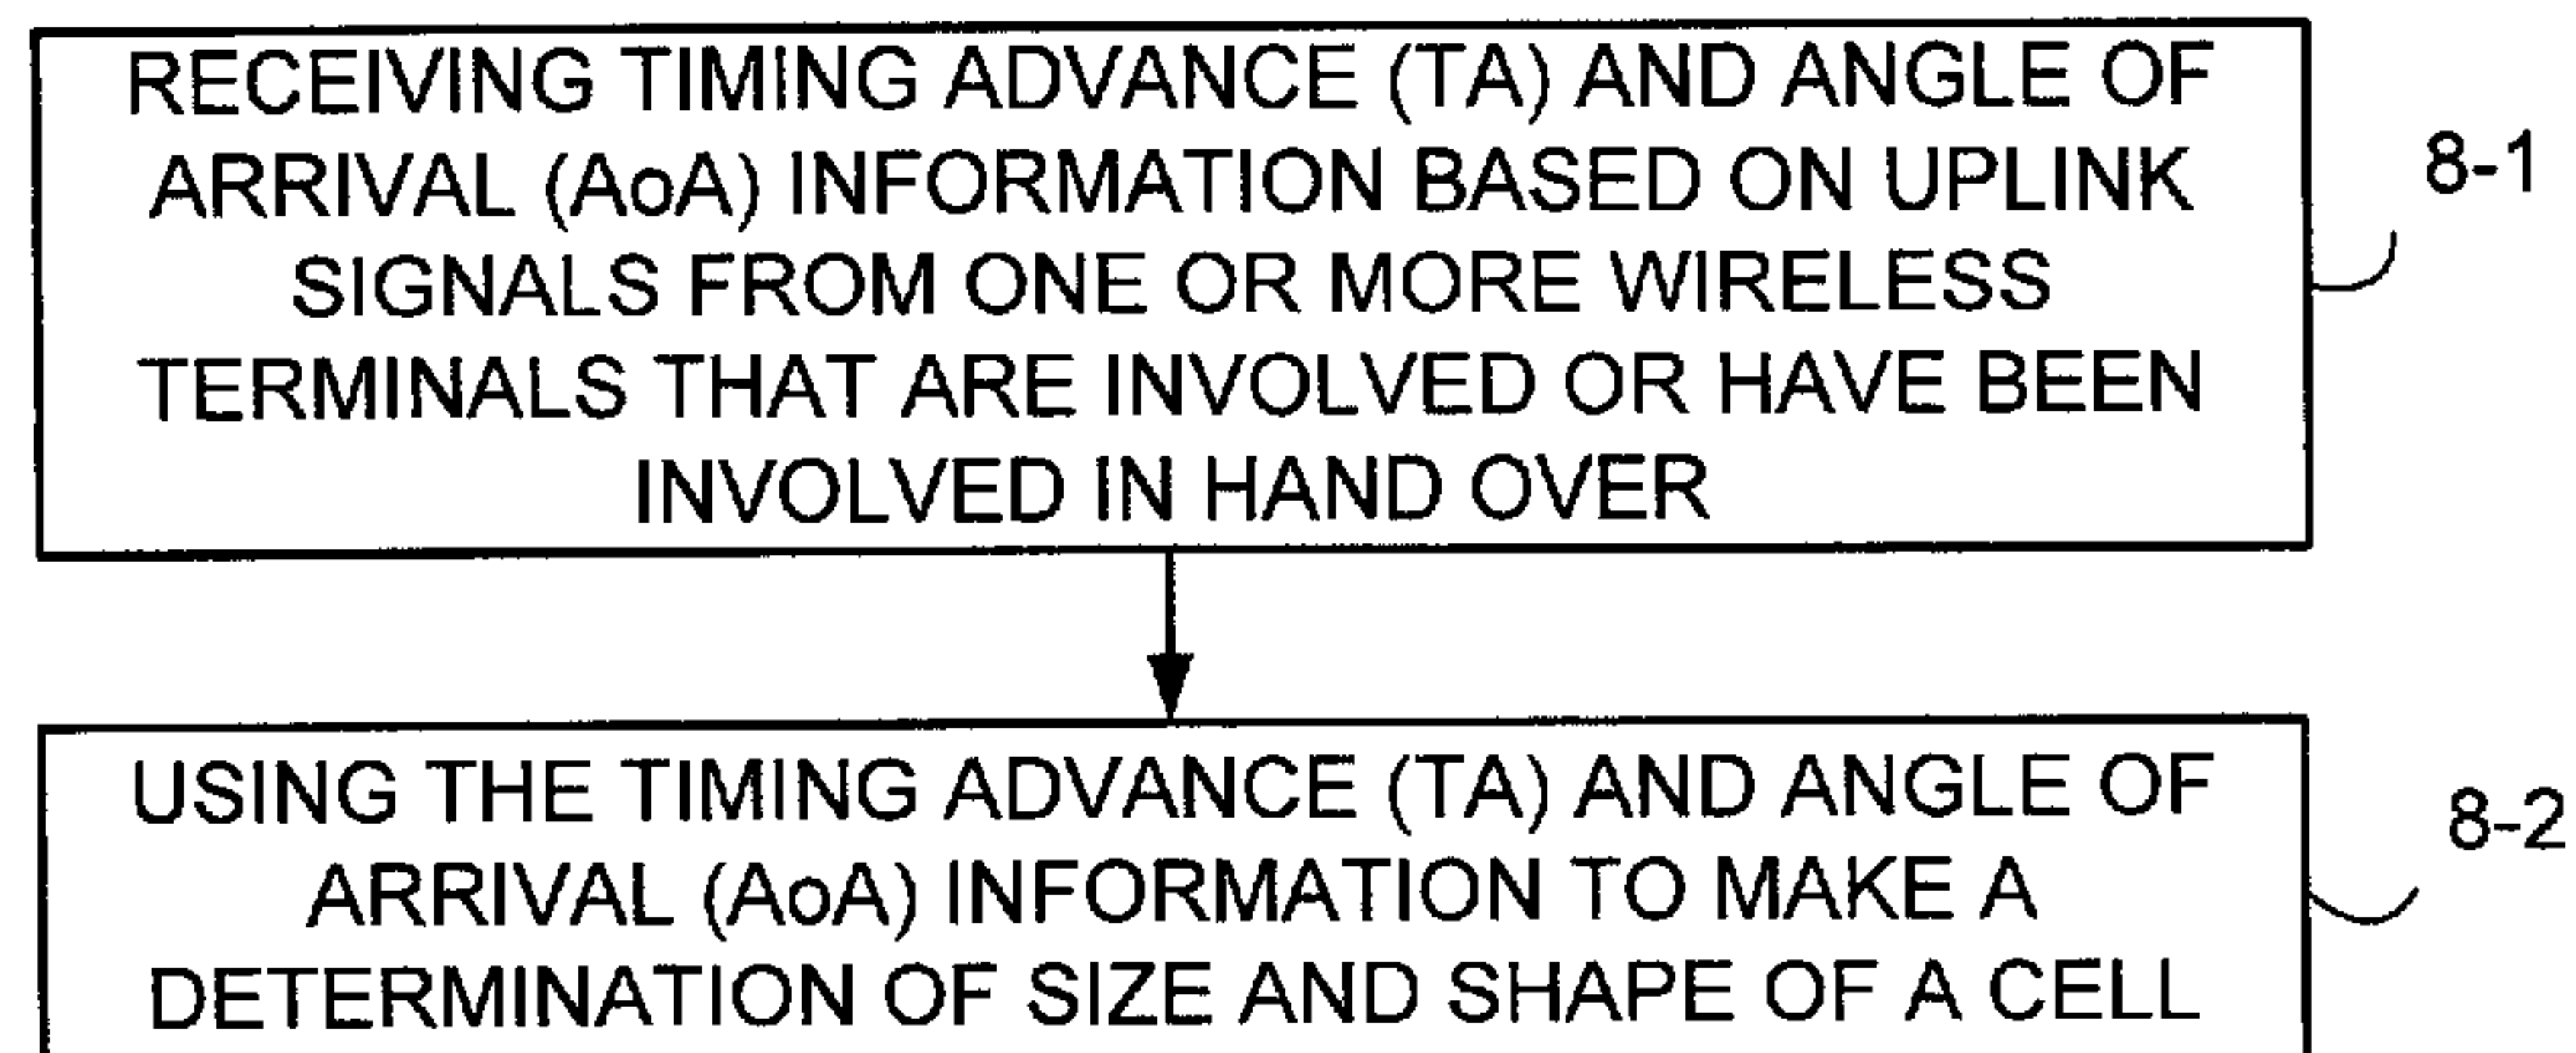 RECEIVING TIMING ADVANCE (TA) AND ANGLE OF
ARRIVAL (AoA) INFORMATION BASED ON UPLINK
SIGNALS FROM ONE OR MORE WIRELESS
TERMINALS THAT ARE INVOLVED OR HAVE BEEN
INVOLVED IN HAND OVER
8-1
USING THE TIMING ADVANCE (TA) AND ANGLE OF
ARRIVAL (AoA) INFORMATION TO MAKE A
DETERMINATION OF SIZE AND SHAPE OF A CELL
8-2